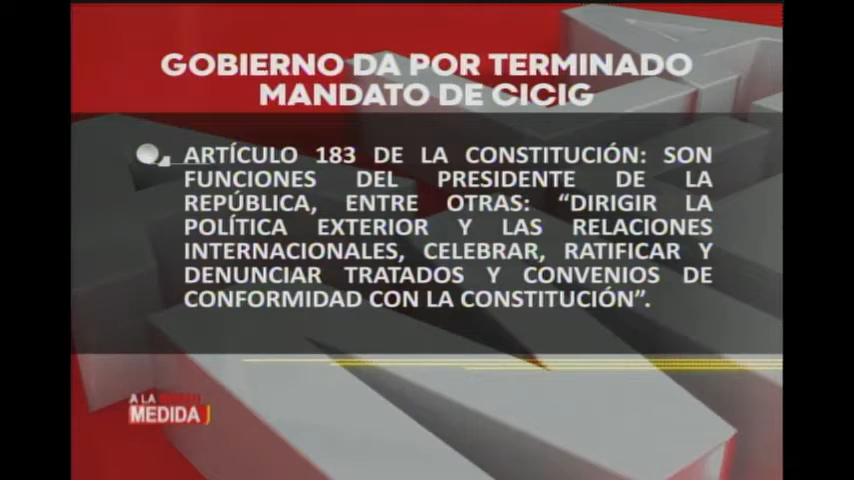 GOBIERNO DA POR TERMINADO
MANDATO DE CICIG
ARTÍCULO 183 DE LA CONSTITUCIÓN: SON
FUNCIONES DEL PRESIDENTE DE LA
REPÚBLICA, ENTRE OTRAS: “DIRIGIR LA
POLÍTICA EXTERIOR Y LAS RELACIONES
INTERNACIONALES, CELEBRAR, RATIFICAR Y
DENUNCIAR TRATADOS Y CONVENIOS DE
CONFORMIDAD CON LA CONSTITUCIÓN”.
A LA
MEDIDA